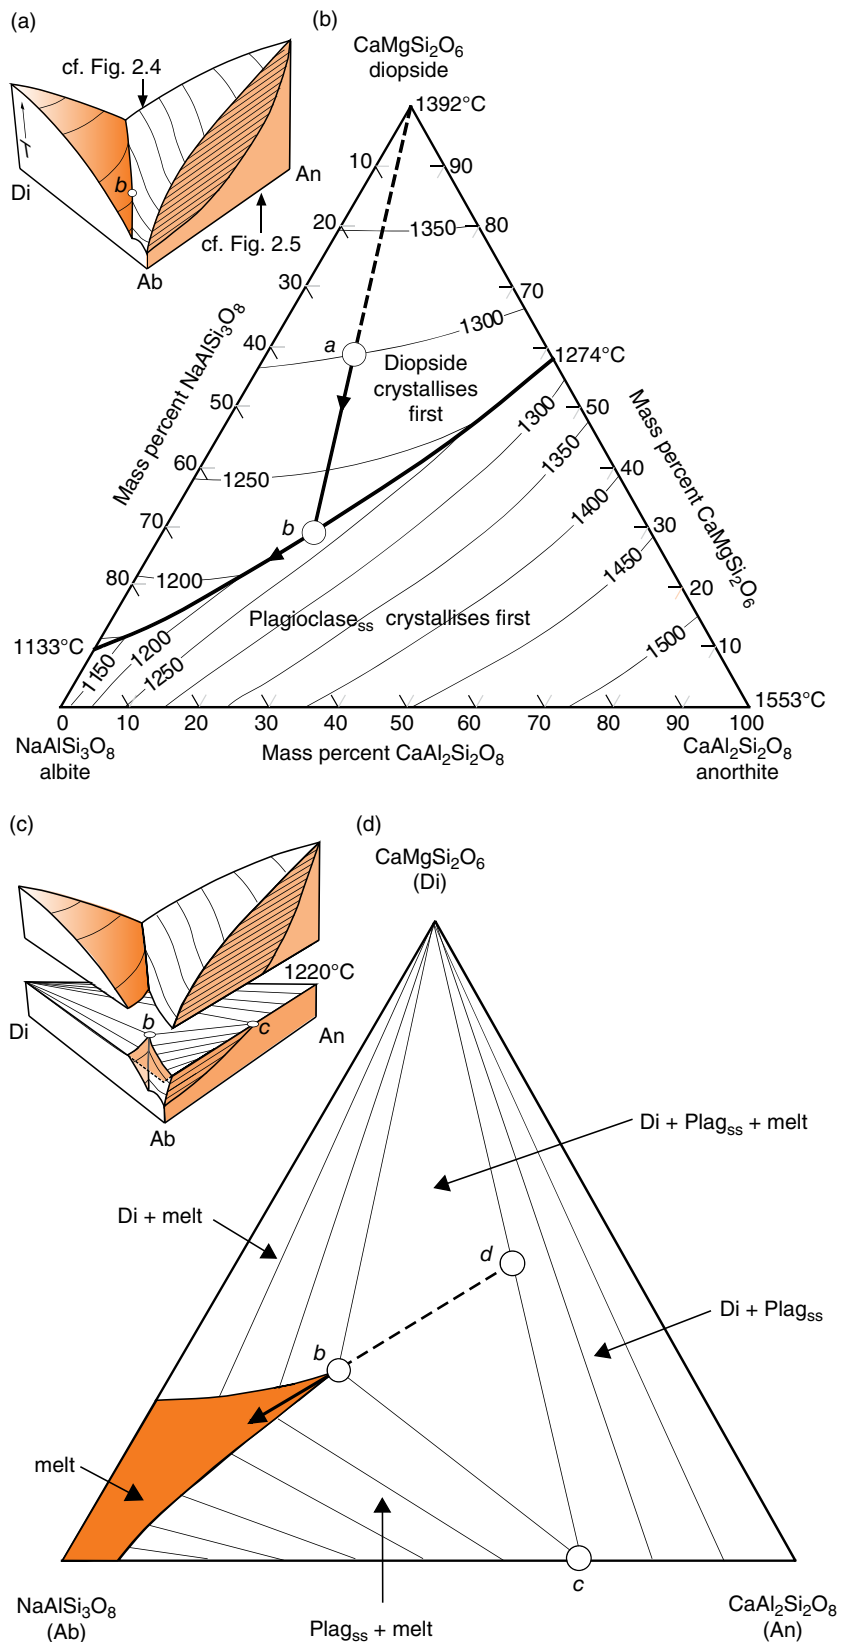 (a)
cf. Fig. 2.4
T
Di
b
An
cf. Fig. 2.5
Ab
(b)
CaMgSi₂O₆
diopside
1392°C
10
90
20
1350
80
30
70
1300
40
a
1274°C
Diopside
crystallises
first
50
1300
50
1350
60
1250
40
1400
70
b
30
1450
80
1200
20
Plagioclase_ss crystallises first
1133°C
1150
1200
1250
1500
10
Mass percent NaAlSi₃O₈
Mass percent CaMgSi₂O₆
1553°C
0
10
20
30
40
50
60
70
80
90
100
NaAlSi₃O₈
albite
Mass percent CaAl₂Si₂O₈
CaAl₂Si₂O₈
anorthite
(c)
1220°C
Di
b
c
An
Ab
(d)
CaMgSi₂O₆
(Di)
Di + Plag_ss + melt
Di + melt
d
Di + Plag_ss
b
melt
c
NaAlSi₃O₈
(Ab)
Plag_ss + melt
CaAl₂Si₂O₈
(An)